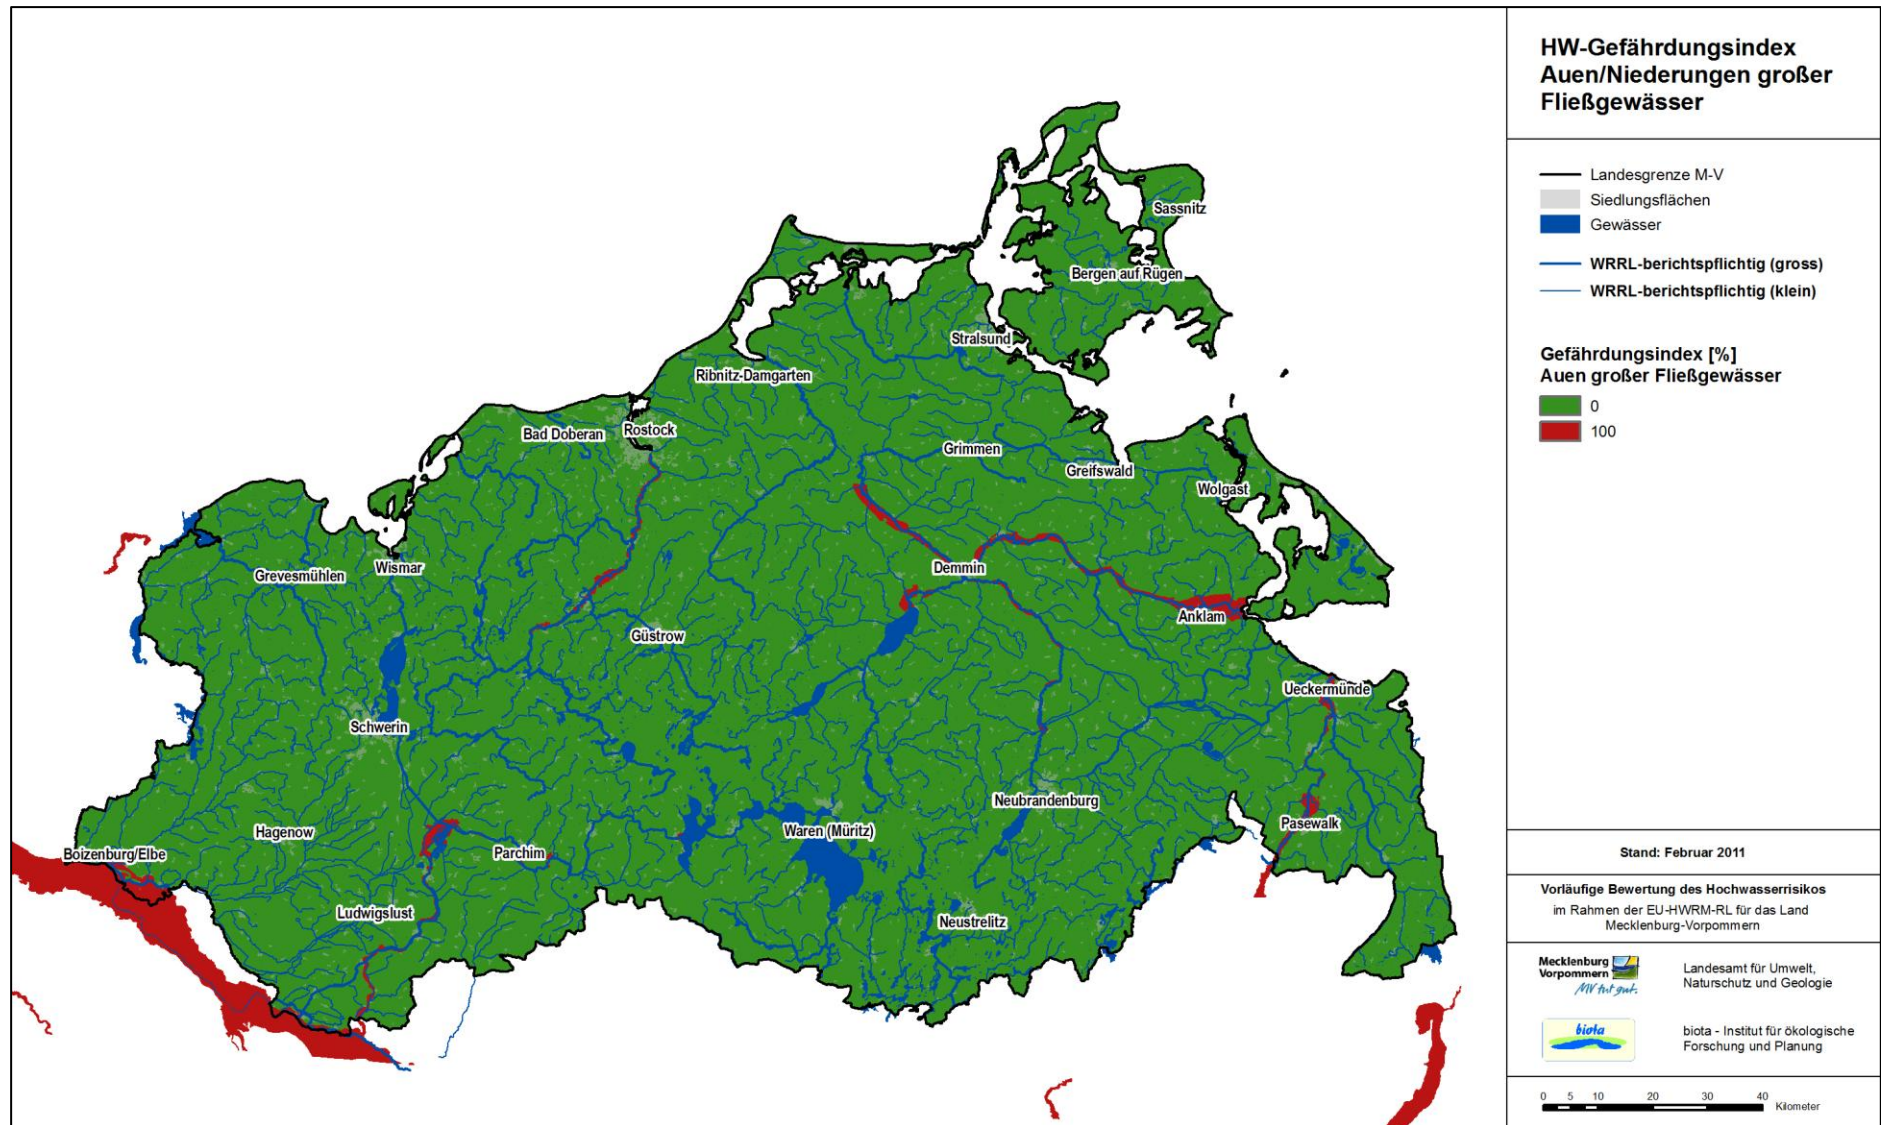 HW-Gefährdungsindex
Auen/Niederungen großer
Fließgewässer
Landesgrenze M-V
Siedlungsflächen
Gewässer
WRRL-berichtspflichtig (gross)
WRRL-berichtspflichtig (klein)
Gefährdungsindex [%]
Auen großer Fließgewässer
0
100
Stand: Februar 2011
Vorläufige Bewertung des Hochwasserrisikos
im Rahmen der EU-HWRM-RL für das Land
Mecklenburg-Vorpommern
Mecklenburg
Vorpommern
MV tut gut.
Landesamt für Umwelt,
Naturschutz und Geologie
biota
biota - Institut für ökologische
Forschung und Planung
0 5 10 20 30 40
Kilometer
Sassnitz
Bergen auf Rügen
Stralsund
Ribnitz-Damgarten
Bad Doberan
Rostock
Grimmen
Greifswald
Wolgast
Wismar
Grevesmühlen
Demmin
Anklam
Güstrow
Ueckermünde
Schwerin
Neubrandenburg
Pasewalk
Hagenow
Waren (Müritz)
Parchim
Boizenburg/Elbe
Ludwigslust
Neustrelitz